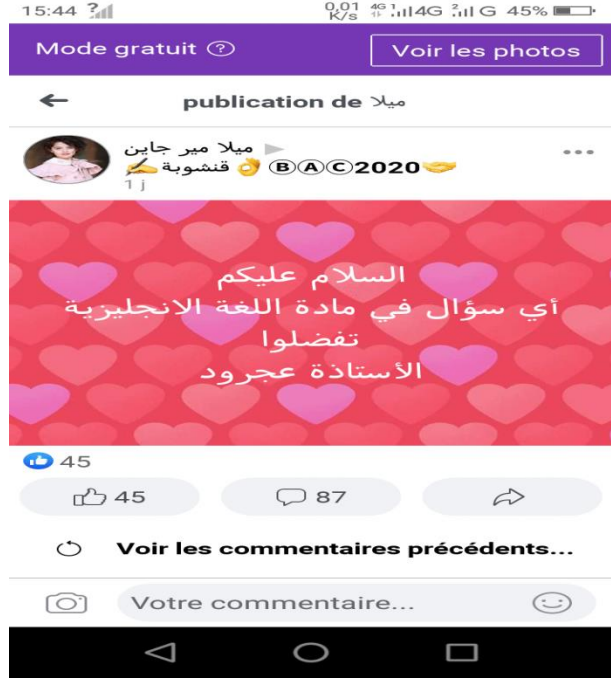 15:44 ? 0,01 K/s 4G 1 4G 2 G 45%
Mode gratuit ? Voir les photos
publication de ميلا
ميلا مير جاين ►
قنشوبة✍️👌ⒷⒶⒸ2020🤝
1 j
السلام عليكم
أي سؤال في مادة اللغة الانجليزية
تفضلوا
الأستاذة عجرود
45
45 87
Voir les commentaires précédents...
Votre commentaire...